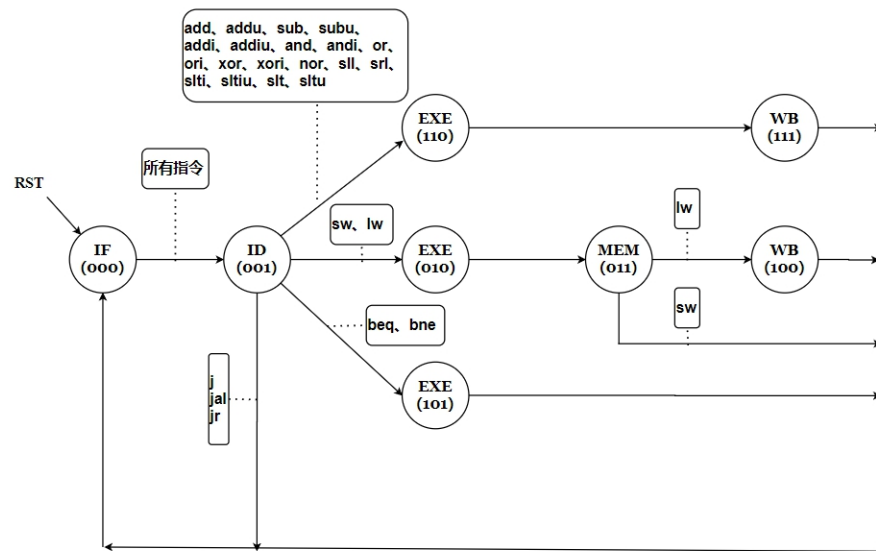 add、addu、sub、subu、
addi、addiu、and、andi、or、
ori、xor、xori、nor、sll、srl、
slti、sltiu、slt、sltu
EXE
(110)
WB
(111)
所有指令
RST
sw、lw
lw
IF
(000)
ID
(001)
EXE
(010)
MEM
(011)
WB
(100)
sw
beq、bne
j
jal
jr
EXE
(101)